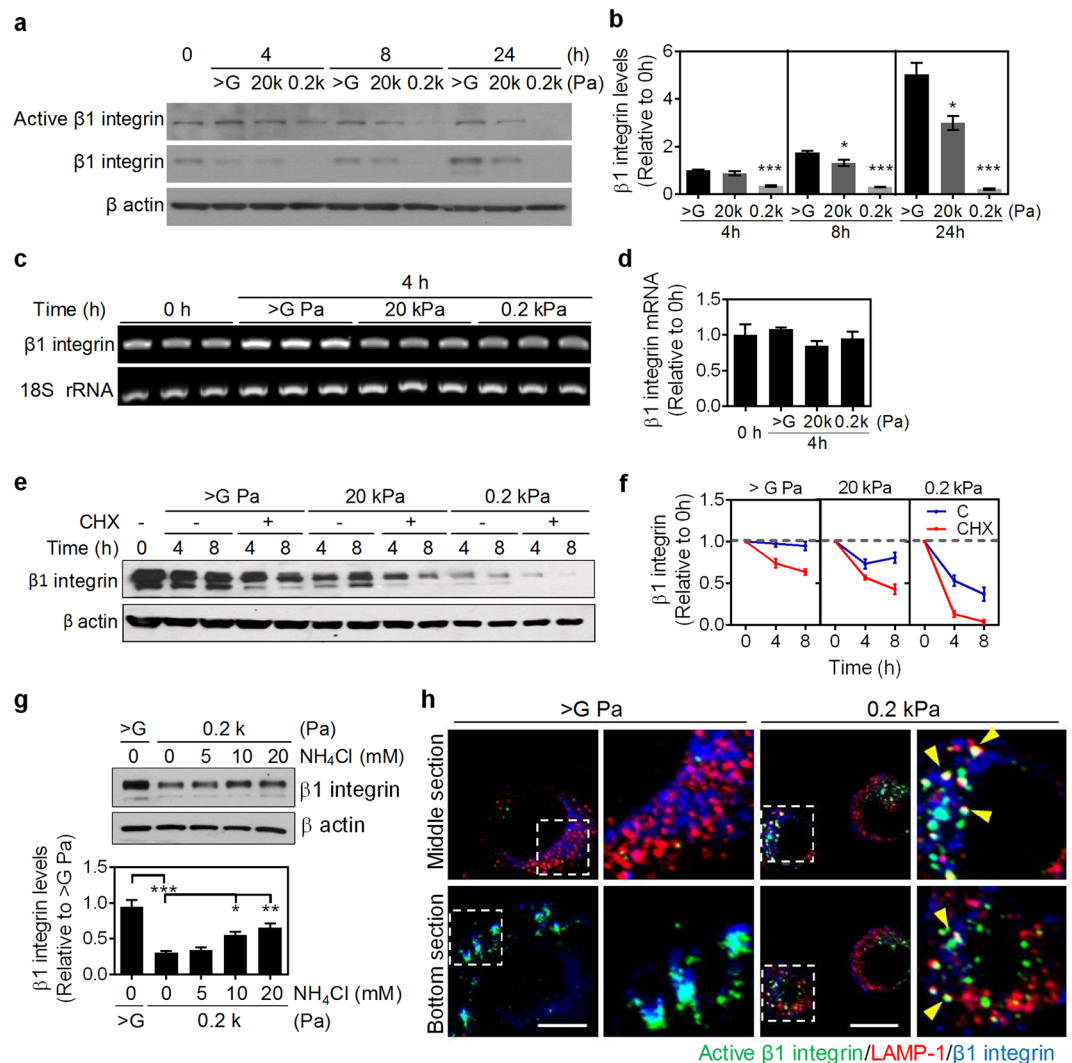 a
0 4 8 24 (h)
>G 20k 0.2k >G 20k 0.2k >G 20k 0.2k (Pa)
Active β1 integrin
β1 integrin
β actin
b
β1 integrin levels
(Relative to 0h)
6
4
2
0
* *** * *** * ***
>G 20k 0.2k >G 20k 0.2k >G 20k 0.2k (Pa)
4h 8h 24h
c
4 h
Time (h) 0 h >G Pa 20 kPa 0.2 kPa
β1 integrin
18S rRNA
d
β1 integrin mRNA
(Relative to 0h)
1.5
1.0
0.5
0.0
0 h >G 20k 0.2k (Pa)
4h
e
>G Pa 20 kPa 0.2 kPa
CHX - - + - + - +
Time (h) 0 4 8 4 8 4 8 4 8 4 8 4 8
β1 integrin
β actin
f
> G Pa 20 kPa 0.2 kPa
β1 integrin
(Relative to 0h)
1.5
1.0
0.5
0.0
C
CHX
0 4 8 0 4 8 0 4 8
Time (h)
g
>G 0.2 k (Pa)
0 0 5 10 20 NH₄Cl (mM)
β1 integrin
β actin
β1 integrin levels
(Relative to >G Pa)
1.5
1.0
0.5
0.0
*** * **
0 0 5 10 20 NH₄Cl (mM)
>G 0.2 k (Pa)
h
>G Pa 0.2 kPa
Middle section
Bottom section
Active β1 integrin/LAMP-1/β1 integrin